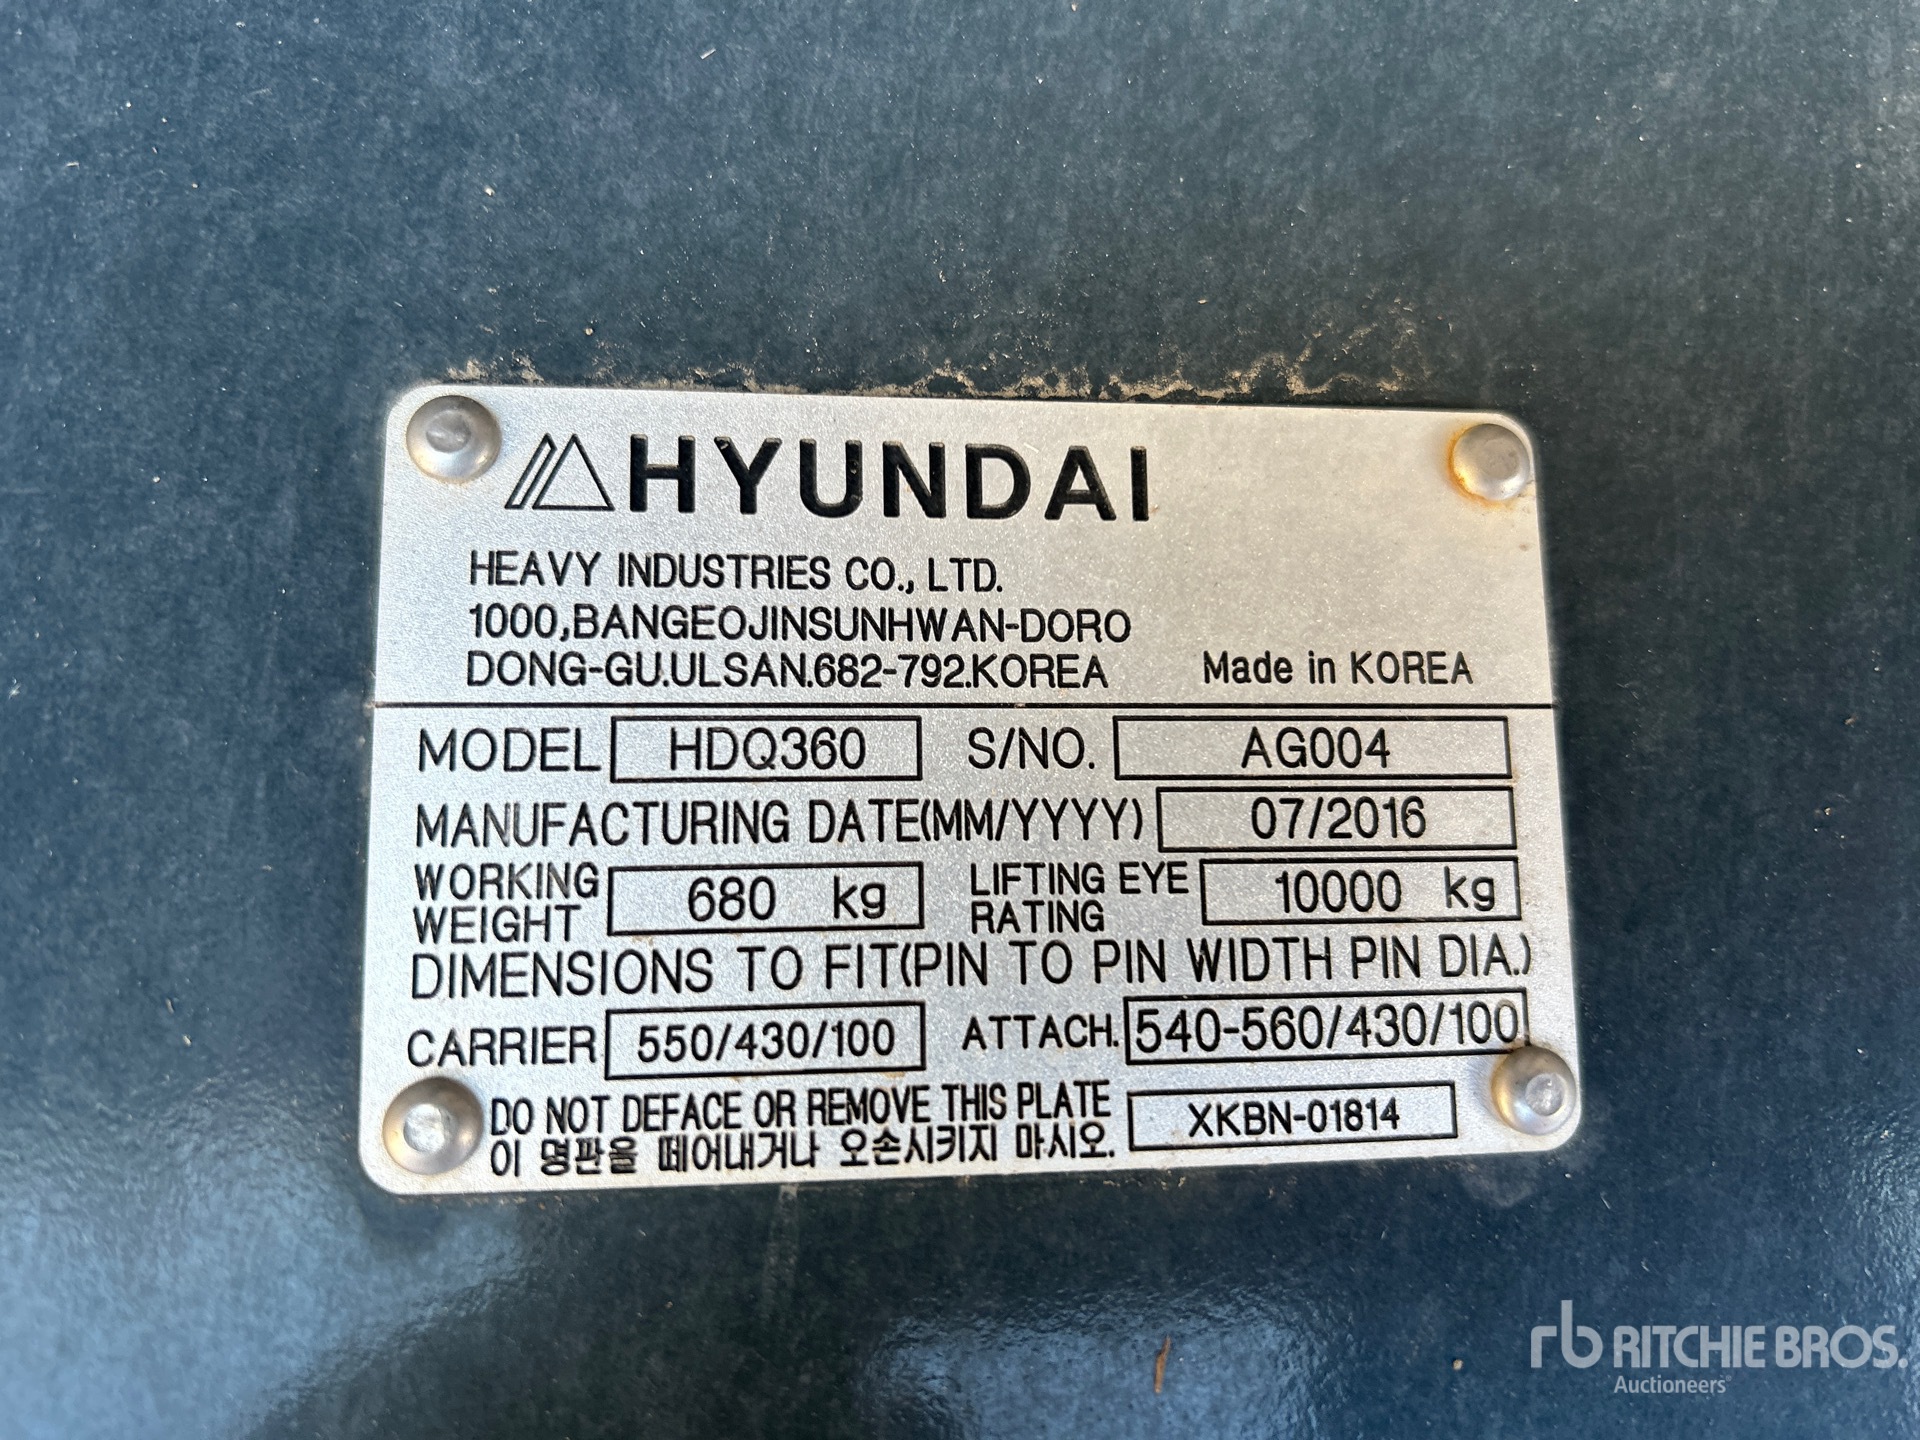 HYUNDAI
HEAVY INDUSTRIES CO., LTD.
1000,BANGEOJINSUNHWAN-DORO
DONG-GU.ULSAN.682-792.KOREA Made in KOREA
MODEL HDQ360 S/NO. AG004
MANUFACTURING DATE(MM/YYYY) 07/2016
WORKING WEIGHT 680 kg LIFTING EYE RATING 10000 kg
DIMENSIONS TO FIT(PIN TO PIN WIDTH PIN DIA.)
CARRIER 550/430/100 ATTACH. 540-560/430/100
DO NOT DEFACE OR REMOVE THIS PLATE XKBN-01814
이 명판을 떼어내거나 오손시키지 마시오.
rb RITCHIE BROS.
Auctioneers